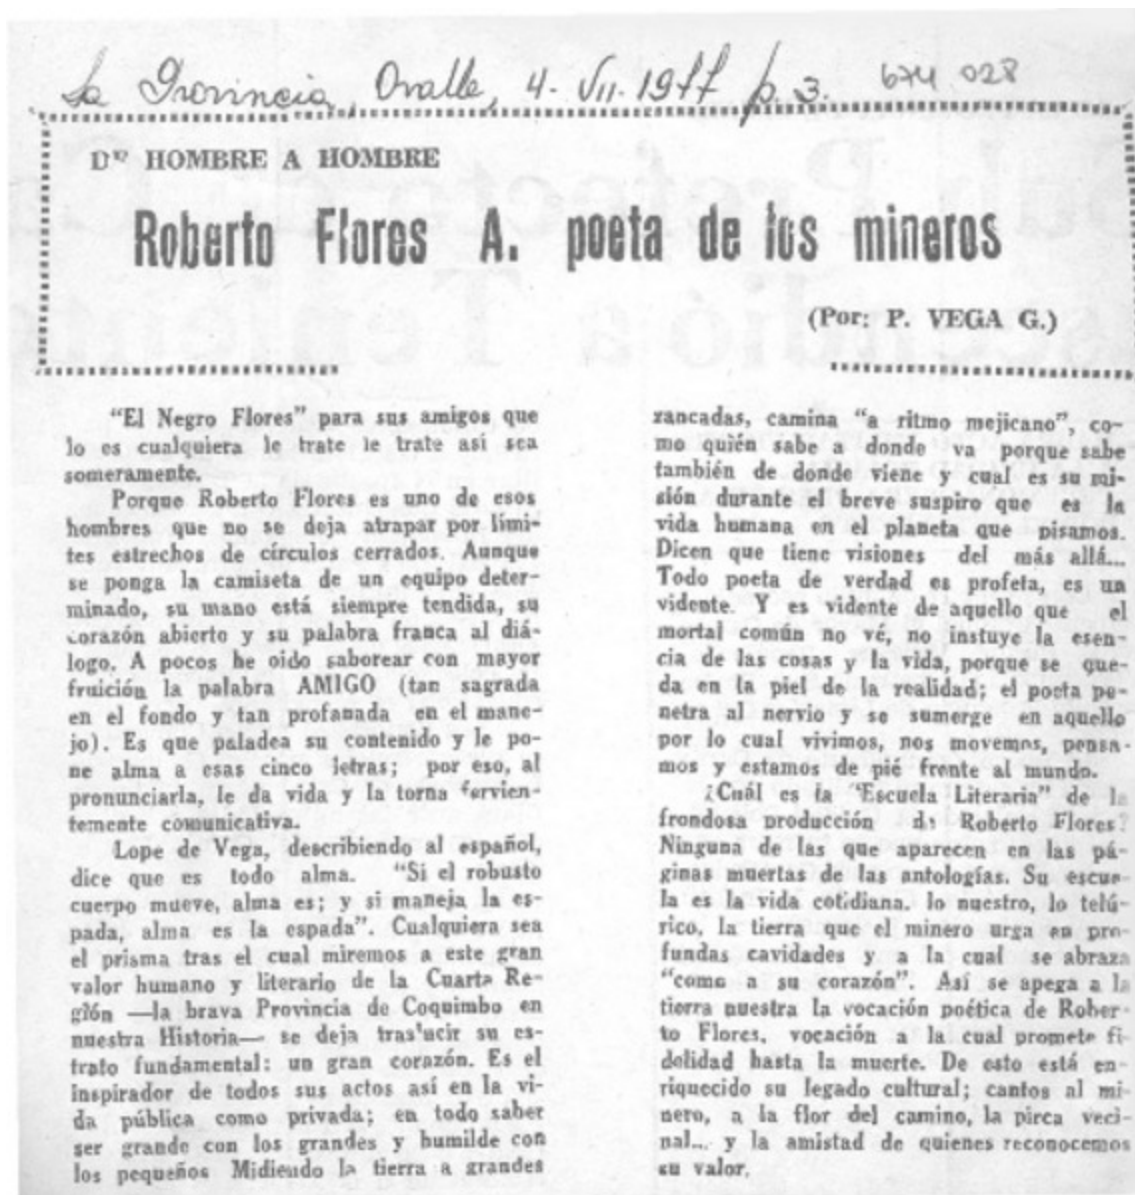 La Provincia, Ovalle, 4-VII-1977 p. 3. 674 028
HOMBRE A HOMBRE
Roberto Flores A. poeta de los mineros
(Por: P. VEGA G.)
"El Negro Flores" para sus amigos que
lo es cualquiera le trate le trate así sea
someramente.
Porque Roberto Flores es uno de esos
hombres que no se deja atrapar por lími-
tes estrechos de círculos cerrados. Aunque
se ponga la camiseta de un equipo deter-
minado, su mano está siempre tendida, su
corazón abierto y su palabra franca al diá-
logo. A pocos he oido saborear con mayor
fruición la palabra AMIGO (tan sagrada
en el fondo y tan profanada en el mane-
jo). Es que paladea su contenido y le po-
ne alma a esas cinco letras; por eso, al
pronunciarla, le da vida y la torna fervien-
temente comunicativa.
Lope de Vega, describiendo al español,
dice que es todo alma. "Si el robusto
cuerpo mueve, alma es; y si maneja la es-
pada, alma es la espada". Cualquiera sea
el prisma tras el cual miremos a este gran
valor humano y literario de la Cuarta Re-
gión —la brava Provincia de Coquimbo en
nuestra Historia— se deja traslucir su es-
trato fundamental: un gran corazón. Es el
inspirador de todos sus actos así en la vi-
da pública como privada; en todo saber
ser grande con los grandes y humilde con
los pequeños Midiendo la tierra a grandes
zancadas, camina "a ritmo mejicano", co-
mo quién sabe a donde va porque sabe
también de donde viene y cual es su mi-
sión durante el breve suspiro que es la
vida humana en el planeta que pisamos.
Dicen que tiene visiones del más allá...
Todo poeta de verdad es profeta, es un
vidente. Y es vidente de aquello que el
mortal común no vé, no instuye la esen-
cia de las cosas y la vida, porque se que-
da en la piel de la realidad; el poeta pe-
netra al nervio y se sumerge en aquello
por lo cual vivimos, nos movemos, pensa-
mos y estamos de pié frente al mundo.
¿Cuál es la "Escuela Literaria" de la
frondosa producción de Roberto Flores?
Ninguna de las que aparecen en las pá-
ginas muertas de las antologías. Su escue-
la es la vida cotidiana, lo nuestro, lo telú-
rico, la tierra que el minero urga en pro-
fundas cavidades y a la cual se abraza
"como a su corazón". Así se apega a la
tierra nuestra la vocación poética de Rober-
to Flores, vocación a la cual promete fi-
delidad hasta la muerte. De esto está en-
riquecido su legado cultural; cantos al mi-
nero, a la flor del camino, la pirca veci-
nal... y la amistad de quienes reconocemos
su valor.